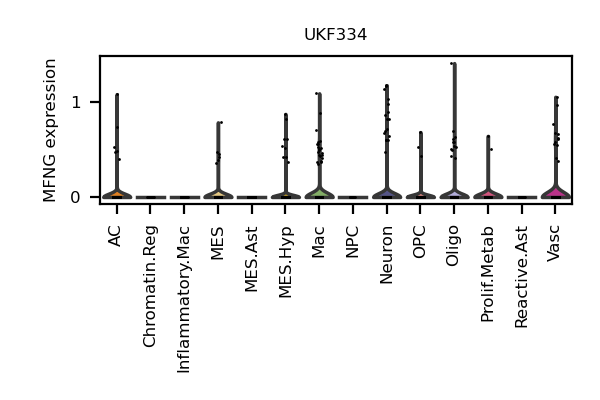 UKF334
MFNG expression
1
0
AC
Chromatin.Reg
Inflammatory.Mac
MES
MES.Ast
MES.Hyp
Mac
NPC
Neuron
OPC
Oligo
Prolif.Metab
Reactive.Ast
Vasc